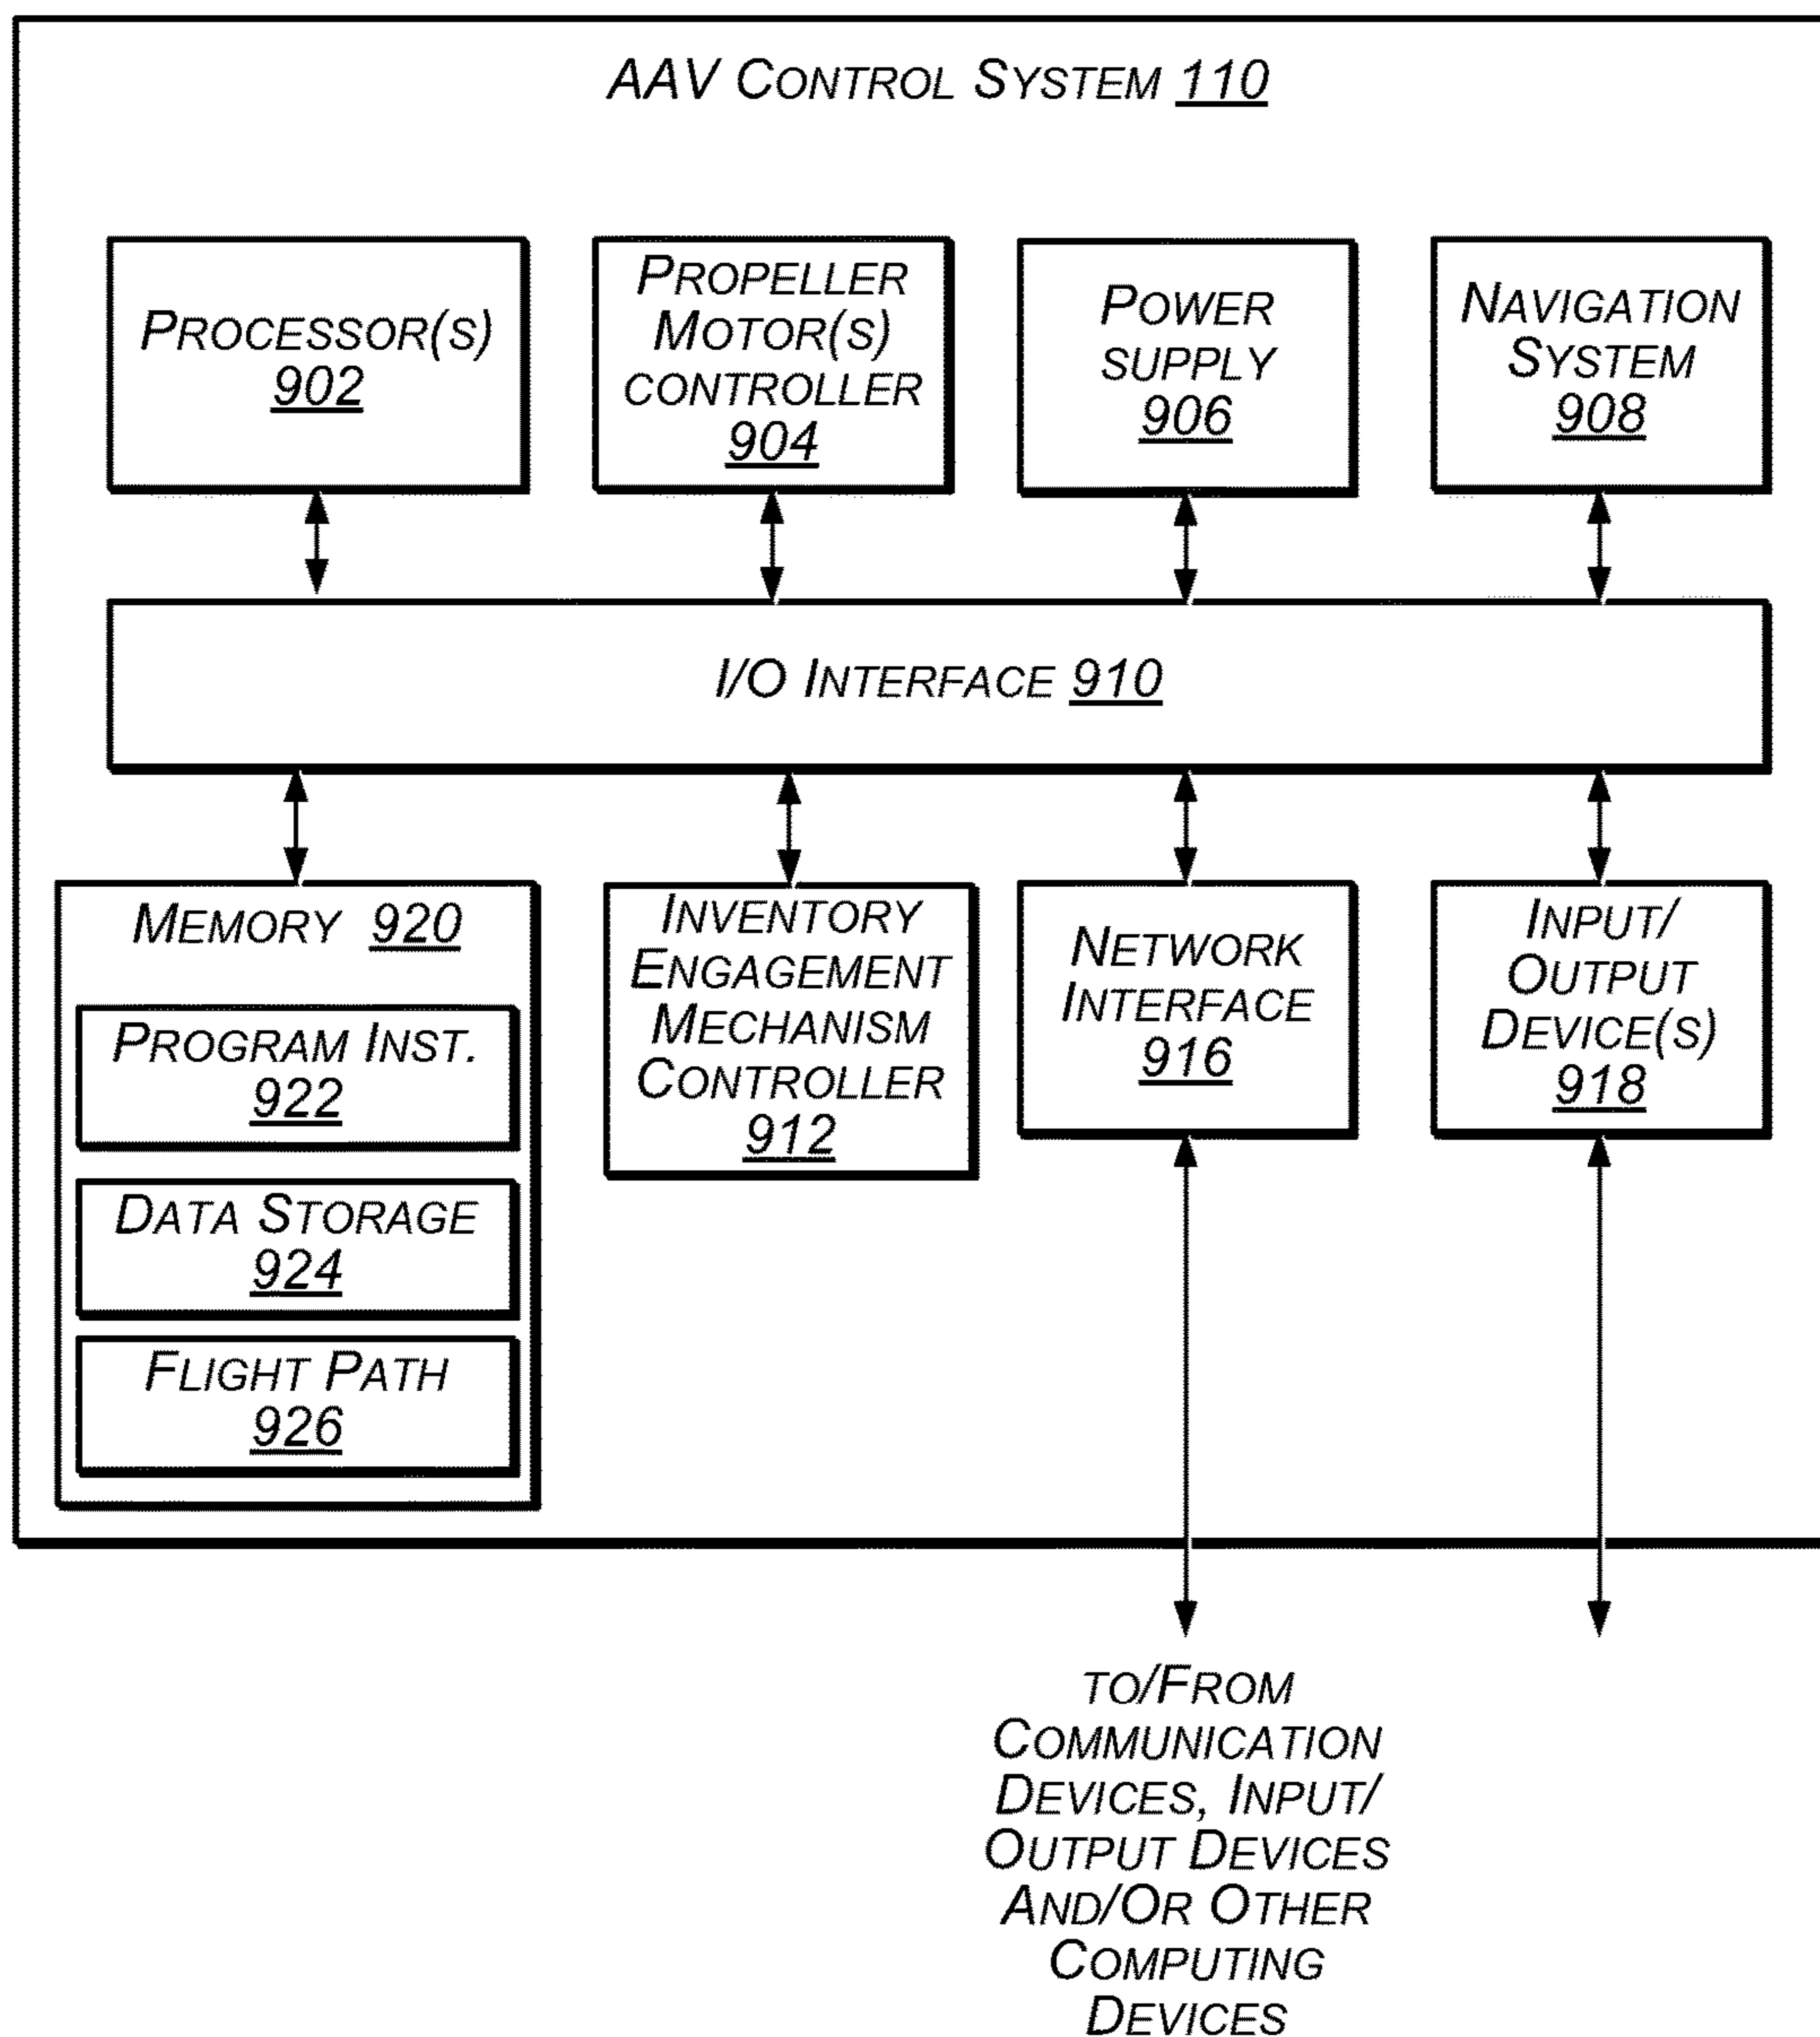 AAV CONTROL SYSTEM 110
PROCESSOR(S)
902
PROPELLER
MOTOR(S)
CONTROLLER
904
POWER
SUPPLY
906
NAVIGATION
SYSTEM
908
I/O INTERFACE 910
MEMORY 920
PROGRAM INST.
922
DATA STORAGE
924
FLIGHT PATH
926
INVENTORY
ENGAGEMENT
MECHANISM
CONTROLLER
912
NETWORK
INTERFACE
916
INPUT/
OUTPUT
DEVICE(S)
918
TO/FROM
COMMUNICATION
DEVICES, INPUT/
OUTPUT DEVICES
AND/OR OTHER
COMPUTING
DEVICES